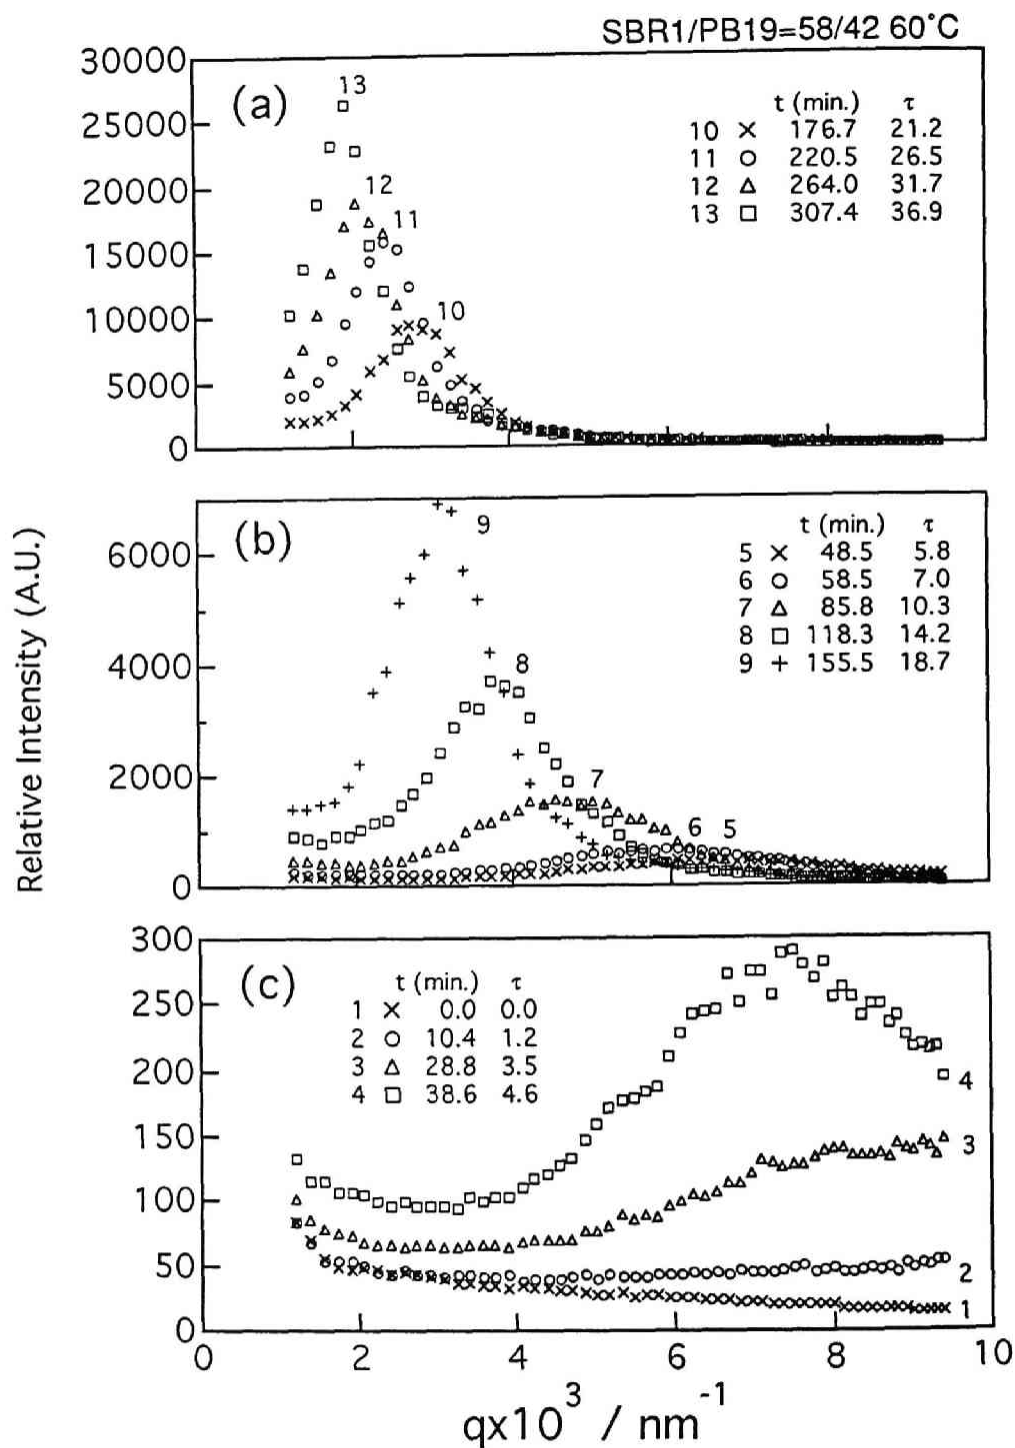 SBR1/PB19=58/42 60°C
30000
25000
20000
15000
10000
5000
0
(a)
13
12
11
10
t (min.) τ
10 × 176.7 21.2
11 ○ 220.5 26.5
12 △ 264.0 31.7
13 □ 307.4 36.9
Relative Intensity (A.U.)
6000
4000
2000
0
(b)
9
8
7
6
5
t (min.) τ
5 × 48.5 5.8
6 ○ 58.5 7.0
7 △ 85.8 10.3
8 □ 118.3 14.2
9 + 155.5 18.7
300
250
200
150
100
50
0
(c)
t (min.) τ
1 × 0.0 0.0
2 ○ 10.4 1.2
3 △ 28.8 3.5
4 □ 38.6 4.6
4
3
2
1
0 2 4 6 8 10
qx10³ / nm⁻¹